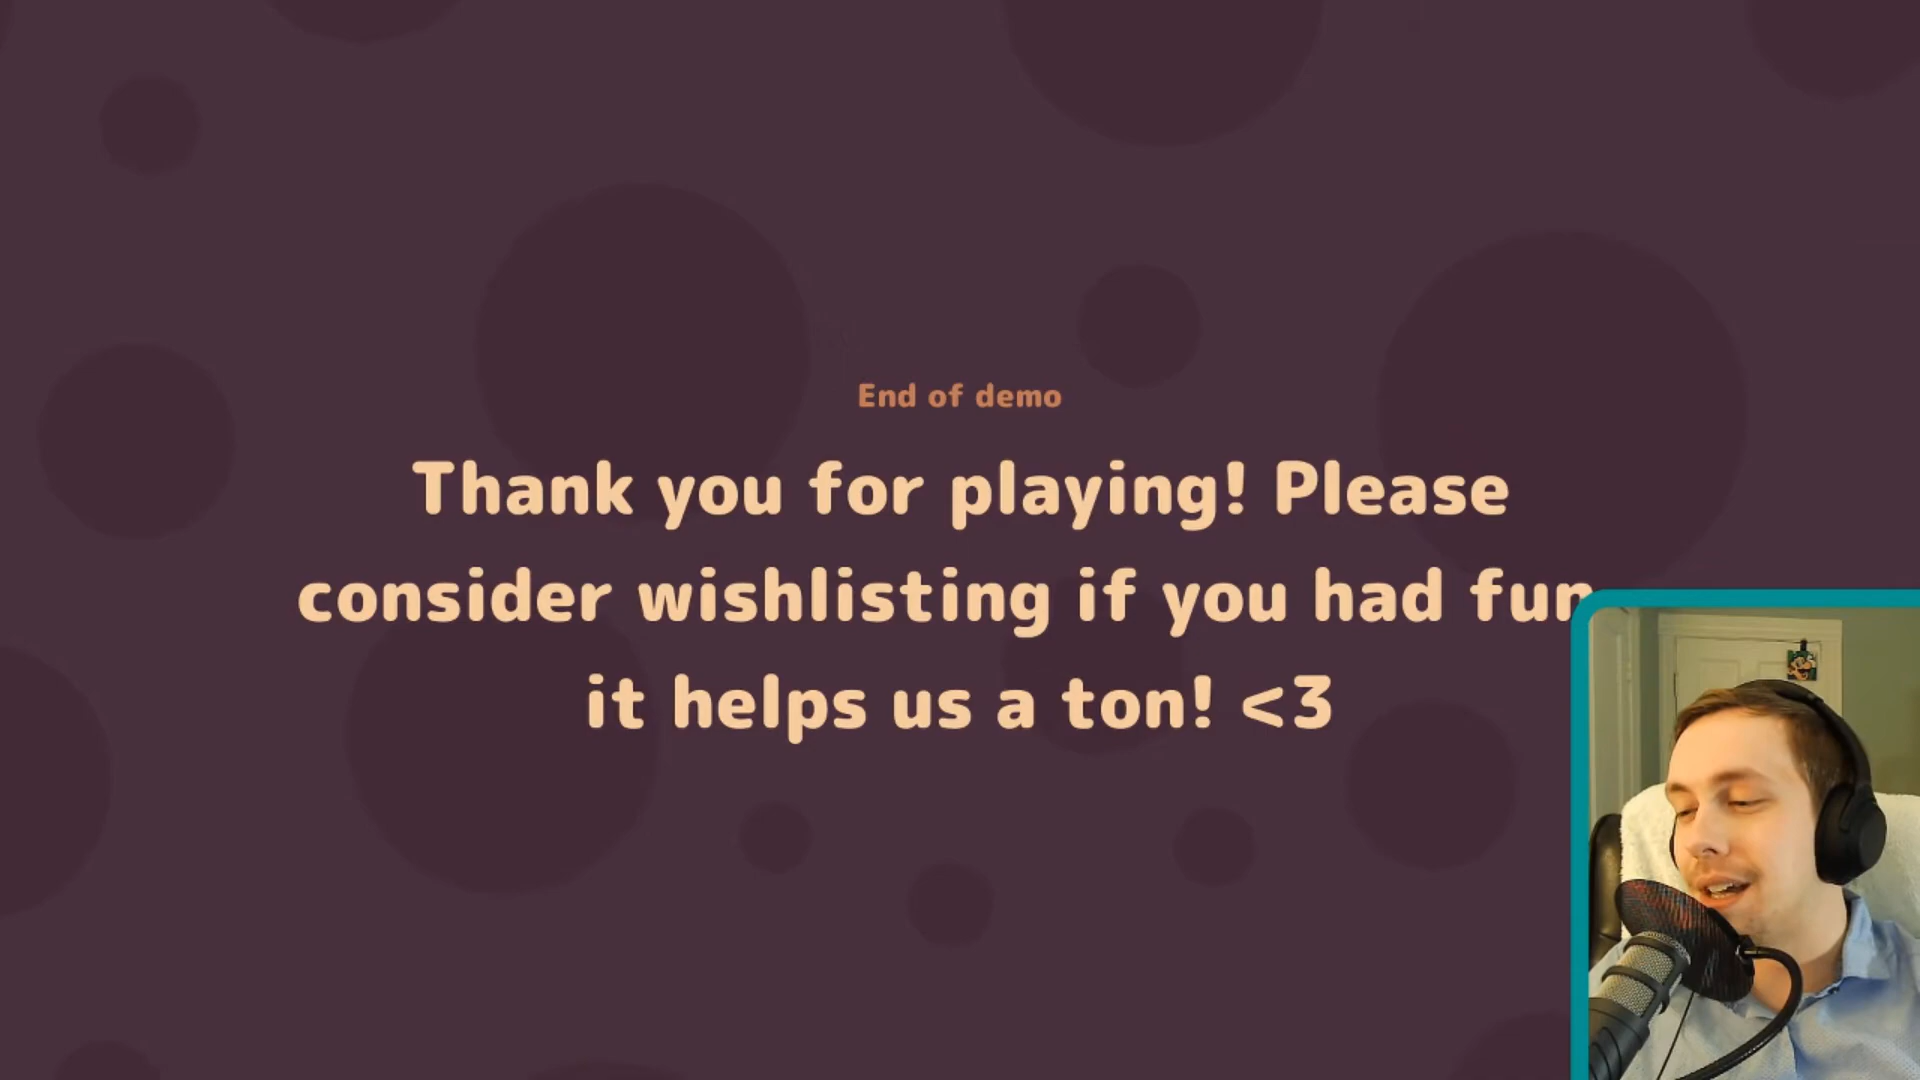 End of demo
Thank you for playing! Please
consider wishlisting if you had fun
it helps us a ton! <3